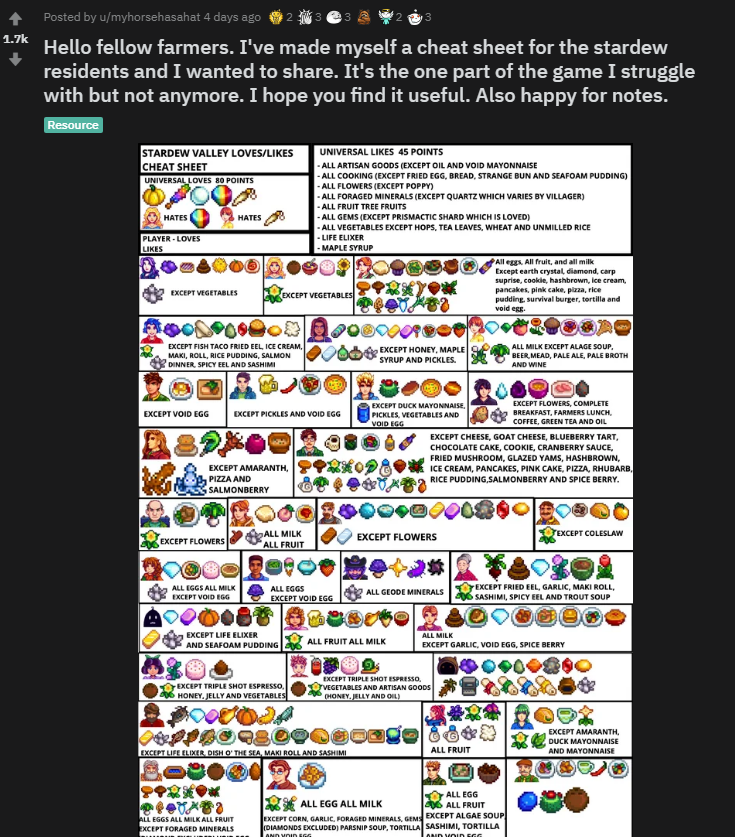 Posted by u/myhorsehasahat 4 days ago 2 3 3 2 3
1.7k
Hello fellow farmers. I've made myself a cheat sheet for the stardew
residents and I wanted to share. It's the one part of the game I struggle
with but not anymore. I hope you find it useful. Also happy for notes.
Resource
STARDEW VALLEY LOVES/LIKES
CHEAT SHEET
UNIVERSAL LOVES 80 POINTS
HATES HATES
PLAYER - LOVES
LIKES
UNIVERSAL LIKES 45 POINTS
- ALL ARTISAN GOODS (EXCEPT OIL AND VOID MAYONNAISE
- ALL COOKING (EXCEPT FRIED EGG, BREAD, STRANGE BUN AND SEAFOAM PUDDING)
- ALL FLOWERS (EXCEPT POPPY)
- ALL FORAGED MINERALS (EXCEPT QUARTZ WHICH VARIES BY VILLAGER)
- ALL FRUIT TREE FRUITS
- ALL GEMS (EXCEPT PRISMACTIC SHARD WHICH IS LOVED)
- ALL VEGETABLES EXCEPT HOPS, TEA LEAVES, WHEAT AND UNMILLED RICE
- LIFE ELIXER
- MAPLE SYRUP
EXCEPT VEGETABLES
EXCEPT VEGETABLES
All eggs, All fruit, and all milk
Except earth crystal, diamond, carp
suprise, cookie, hashbrown, ice cream,
pancakes, pink cake, pizza, rice
pudding, survival burger, tortilla and
void egg.
EXCEPT FISH TACO FRIED EEL, ICE CREAM,
MAKI, ROLL, RICE PUDDING, SALMON
DINNER, SPICY EEL AND SASHIMI
EXCEPT HONEY, MAPLE
SYRUP AND PICKLES.
ALL MILK EXCEPT ALAGE SOUP,
BEER,MEAD, PALE ALE, PALE BROTH
AND WINE
EXCEPT VOID EGG
EXCEPT PICKLES AND VOID EGG
EXCEPT DUCK MAYONNAISE,
PICKLES, VEGETABLES AND
VOID EGG
EXCEPT FLOWERS, COMPLETE
BREAKFAST, FARMERS LUNCH,
COFFEE, GREEN TEA AND OIL
EXCEPT AMARANTH,
PIZZA AND
SALMONBERRY
EXCEPT CHEESE, GOAT CHEESE, BLUEBERRY TART,
CHOCOLATE CAKE, COOKIE, CRANBERRY SAUCE,
FRIED MUSHROOM, GLAZED YAMS, HASHBROWN,
ICE CREAM, PANCAKES, PINK CAKE, PIZZA, RHUBARB,
RICE PUDDING,SALMONBERRY AND SPICE BERRY.
EXCEPT FLOWERS
ALL MILK
ALL FRUIT
EXCEPT FLOWERS
EXCEPT COLESLAW
ALL EGGS ALL MILK
EXCEPT VOID EGG
ALL EGGS
EXCEPT VOID EGG
ALL GEODE MINERALS
EXCEPT FRIED EEL, GARLIC, MAKI ROLL,
SASHIMI, SPICY EEL AND TROUT SOUP
EXCEPT LIFE ELIXER
AND SEAFOAM PUDDING
ALL FRUIT ALL MILK
ALL MILK
EXCEPT GARLIC, VOID EGG, SPICE BERRY
EXCEPT TRIPLE SHOT ESPRESSO,
HONEY, JELLY AND VEGETABLES
EXCEPT TRIPLE SHOT ESPRESSO,
VEGETABLES AND ARTISAN GOODS
(HONEY, JELLY AND OIL)
EXCEPT LIFE ELIXER, DISH O' THE SEA, MAKI ROLL AND SASHIMI
ALL FRUIT
EXCEPT AMARANTH,
DUCK MAYONNAISE
AND MAYONNAISE
ALL EGGS ALL MILK ALL FRUIT
EXCEPT FORAGED MINERALS
ALL EGG ALL MILK
EXCEPT CORN, GARLIC, FORAGED MINERALS, GEMS
(DIAMONDS EXCLUDED) PARSNIP SOUP, TORTILLA
AND VOID EGG
ALL EGG
ALL FRUIT
EXCEPT ALGAE SOUP,
SASHIMI, TORTILLA
AND VOID EGG